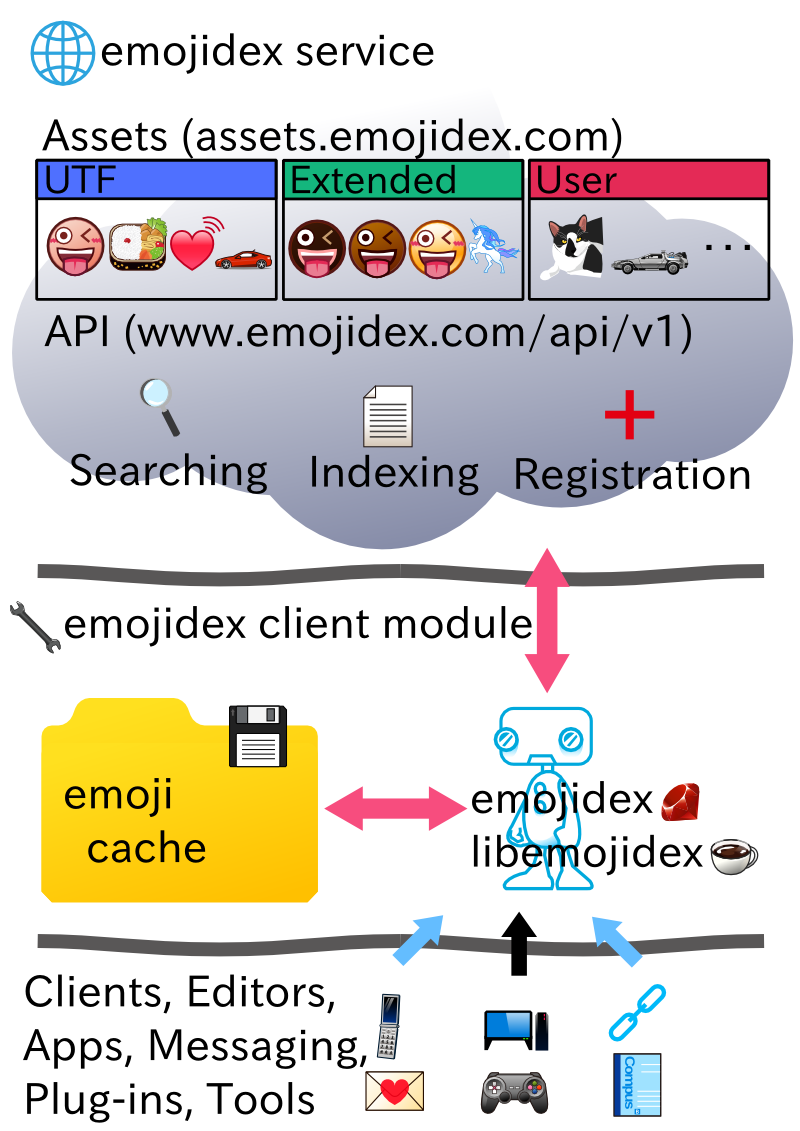 emojidex service
Assets (assets.emojidex.com)
UTF
Extended
User
...
API (www.emojidex.com/api/v1)
Searching
Indexing
Registration
emojidex client module
emoji
cache
emojidex
libemojidex
Clients, Editors,
Apps, Messaging,
Plug-ins, Tools
Campus